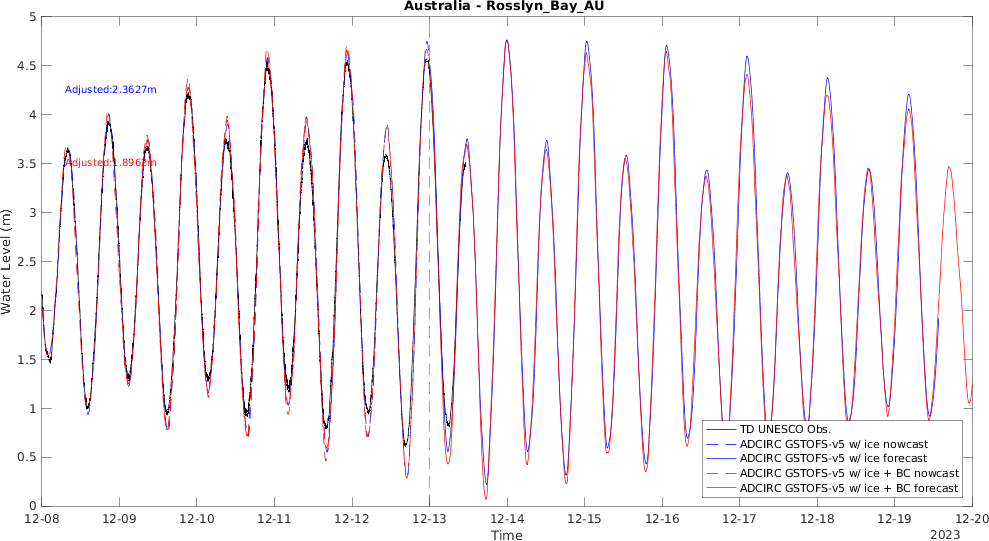 Australia - Rosslyn_Bay_AU
5
4.5
4
3.5
3
2.5
2
1.5
1
0.5
0
Water Level (m)
Adjusted:2.3627m
Adjusted:1.8962m
TD UNESCO Obs.
ADCIRC GSTOFS-v5 w/ ice nowcast
ADCIRC GSTOFS-v5 w/ ice forecast
ADCIRC GSTOFS-v5 w/ ice + BC nowcast
ADCIRC GSTOFS-v5 w/ ice + BC forecast
12-08 12-09 12-10 12-11 12-12 12-13 12-14 12-15 12-16 12-17 12-18 12-19 12-20
Time
2023